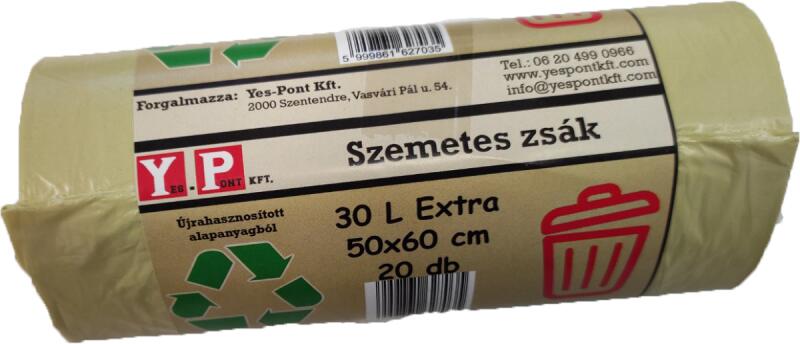 5 999861 627035
Forgalmazza: Yes-Pont Kft.
2000 Szentendre, Vasvári Pál u. 54.
Tel.: 06 20 499 0966
www.yespontkft.com
info@yespontkft.com
YES-PONT KFT.
Szemetes zsák
Újrahasznosított
alapanyagból
30 L Extra
50x60 cm
20 db